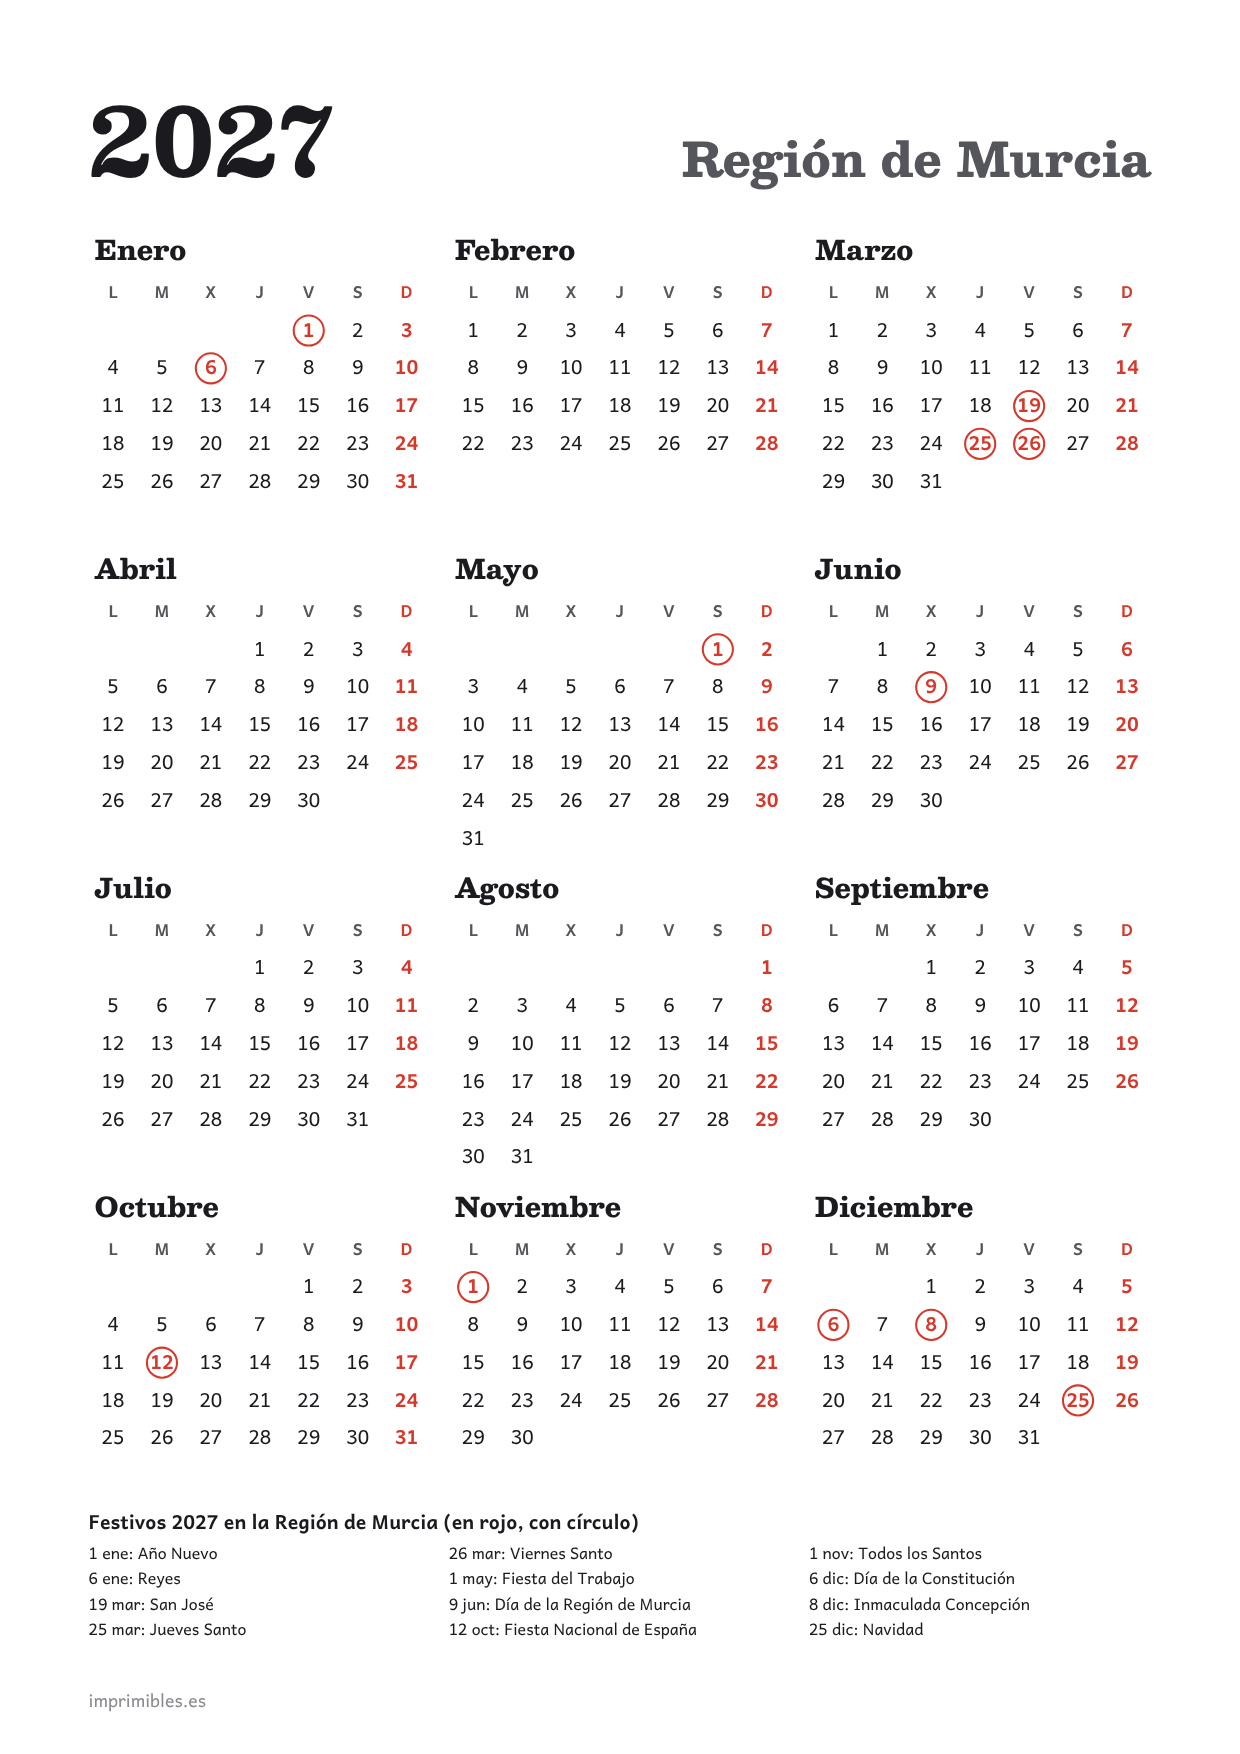 2027
Región de Murcia
Enero
L M X J V S D
1 2 3
4 5 6 7 8 9 10
11 12 13 14 15 16 17
18 19 20 21 22 23 24
25 26 27 28 29 30 31
Febrero
L M X J V S D
1 2 3 4 5 6 7
8 9 10 11 12 13 14
15 16 17 18 19 20 21
22 23 24 25 26 27 28
Marzo
L M X J V S D
1 2 3 4 5 6 7
8 9 10 11 12 13 14
15 16 17 18 19 20 21
22 23 24 25 26 27 28
29 30 31
Abril
L M X J V S D
1 2 3 4
5 6 7 8 9 10 11
12 13 14 15 16 17 18
19 20 21 22 23 24 25
26 27 28 29 30
Mayo
L M X J V S D
1 2
3 4 5 6 7 8 9
10 11 12 13 14 15 16
17 18 19 20 21 22 23
24 25 26 27 28 29 30
31
Junio
L M X J V S D
1 2 3 4 5 6
7 8 9 10 11 12 13
14 15 16 17 18 19 20
21 22 23 24 25 26 27
28 29 30
Julio
L M X J V S D
1 2 3 4
5 6 7 8 9 10 11
12 13 14 15 16 17 18
19 20 21 22 23 24 25
26 27 28 29 30 31
Agosto
L M X J V S D
1
2 3 4 5 6 7 8
9 10 11 12 13 14 15
16 17 18 19 20 21 22
23 24 25 26 27 28 29
30 31
Septiembre
L M X J V S D
1 2 3 4 5
6 7 8 9 10 11 12
13 14 15 16 17 18 19
20 21 22 23 24 25 26
27 28 29 30
Octubre
L M X J V S D
1 2 3
4 5 6 7 8 9 10
11 12 13 14 15 16 17
18 19 20 21 22 23 24
25 26 27 28 29 30 31
Noviembre
L M X J V S D
1 2 3 4 5 6 7
8 9 10 11 12 13 14
15 16 17 18 19 20 21
22 23 24 25 26 27 28
29 30
Diciembre
L M X J V S D
1 2 3 4 5
6 7 8 9 10 11 12
13 14 15 16 17 18 19
20 21 22 23 24 25 26
27 28 29 30 31
Festivos 2027 en la Región de Murcia (en rojo, con círculo)
1 ene: Año Nuevo
6 ene: Reyes
19 mar: San José
25 mar: Jueves Santo
26 mar: Viernes Santo
1 may: Fiesta del Trabajo
9 jun: Día de la Región de Murcia
12 oct: Fiesta Nacional de España
1 nov: Todos los Santos
6 dic: Día de la Constitución
8 dic: Inmaculada Concepción
25 dic: Navidad
imprimibles.es